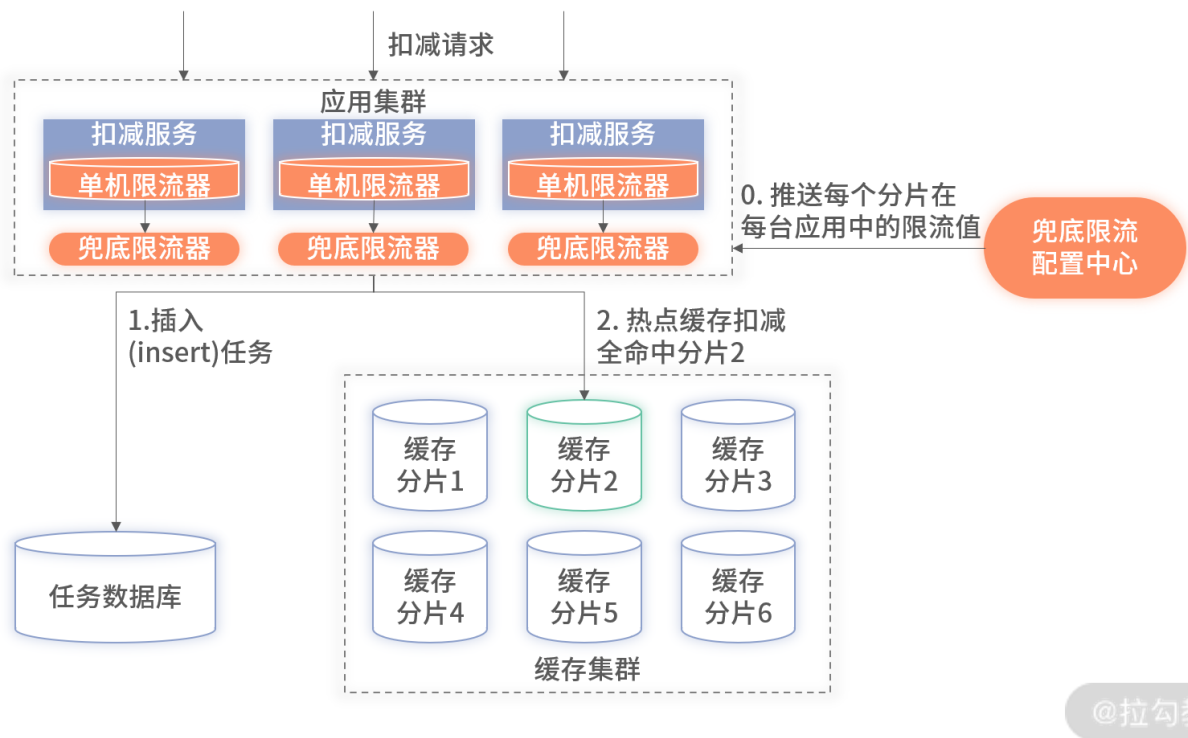 扣减请求
应用集群
扣减服务
扣减服务
扣减服务
单机限流器
单机限流器
单机限流器
兜底限流器
兜底限流器
兜底限流器
0. 推送每个分片在
每台应用中的限流值
兜底限流
配置中心
1.插入
(insert)任务
2. 热点缓存扣减
全命中分片2
缓存
分片1
缓存
分片2
缓存
分片3
缓存
分片4
缓存
分片5
缓存
分片6
任务数据库
缓存集群
@拉勾